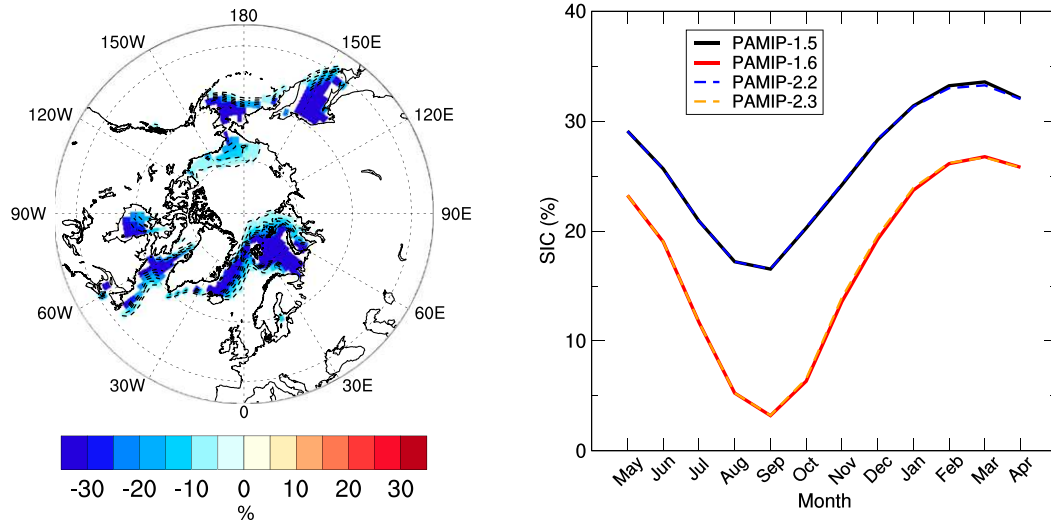 180
150W
150E
120W
120E
90W
90E
60W
60E
30W
30E
0
-30 -20 -10 0 10 20 30
%
40
30
20
10
0
SIC (%)
PAMIP-1.5
PAMIP-1.6
PAMIP-2.2
PAMIP-2.3
May Jun Jul Aug Sep Oct Nov Dec Jan Feb Mar Apr
Month